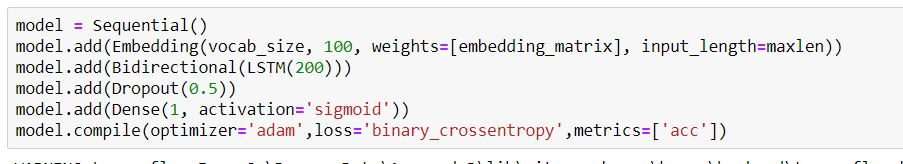 model = Sequential()
model.add(Embedding(vocab_size, 100, weights=[embedding_matrix], input_length=maxlen))
model.add(Bidirectional(LSTM(200)))
model.add(Dropout(0.5))
model.add(Dense(1, activation='sigmoid'))
model.compile(optimizer='adam',loss='binary_crossentropy',metrics=['acc'])